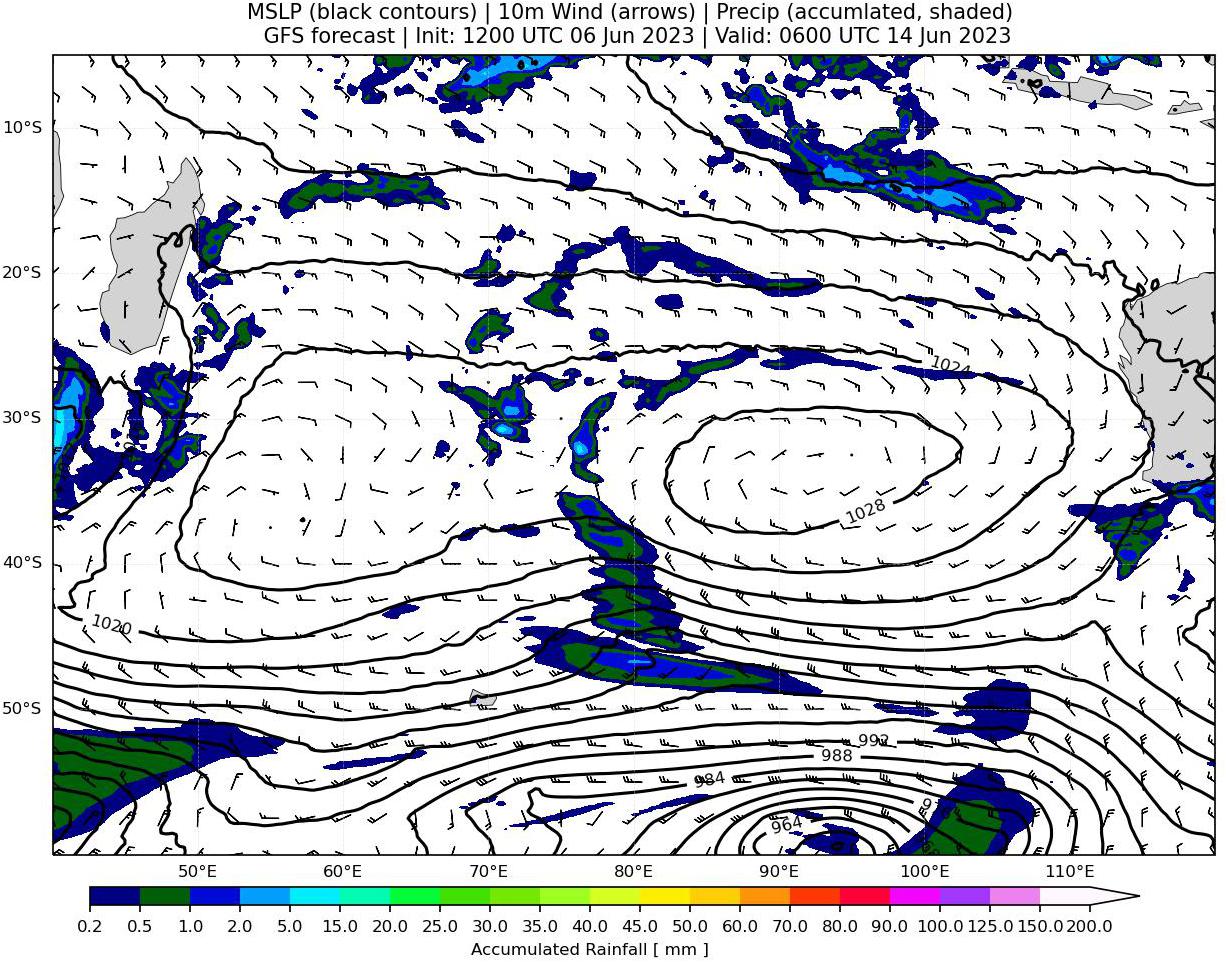 MSLP (black contours) | 10m Wind (arrows) | Precip (accumlated, shaded)
GFS forecast | Init: 1200 UTC 06 Jun 2023 | Valid: 0600 UTC 14 Jun 2023
10°S
20°S
1024
30°S
1028
40°S
1020
50°S
992
988
984
964
50°E 60°E 70°E 80°E 90°E 100°E 110°E
0.2 0.5 1.0 2.0 5.0 10.0 15.0 20.0 25.0 30.0 35.0 40.0 45.0 50.0 60.0 70.0 80.0 90.0 100.0 125.0 150.0 200.0
Accumulated Rainfall [ mm ]